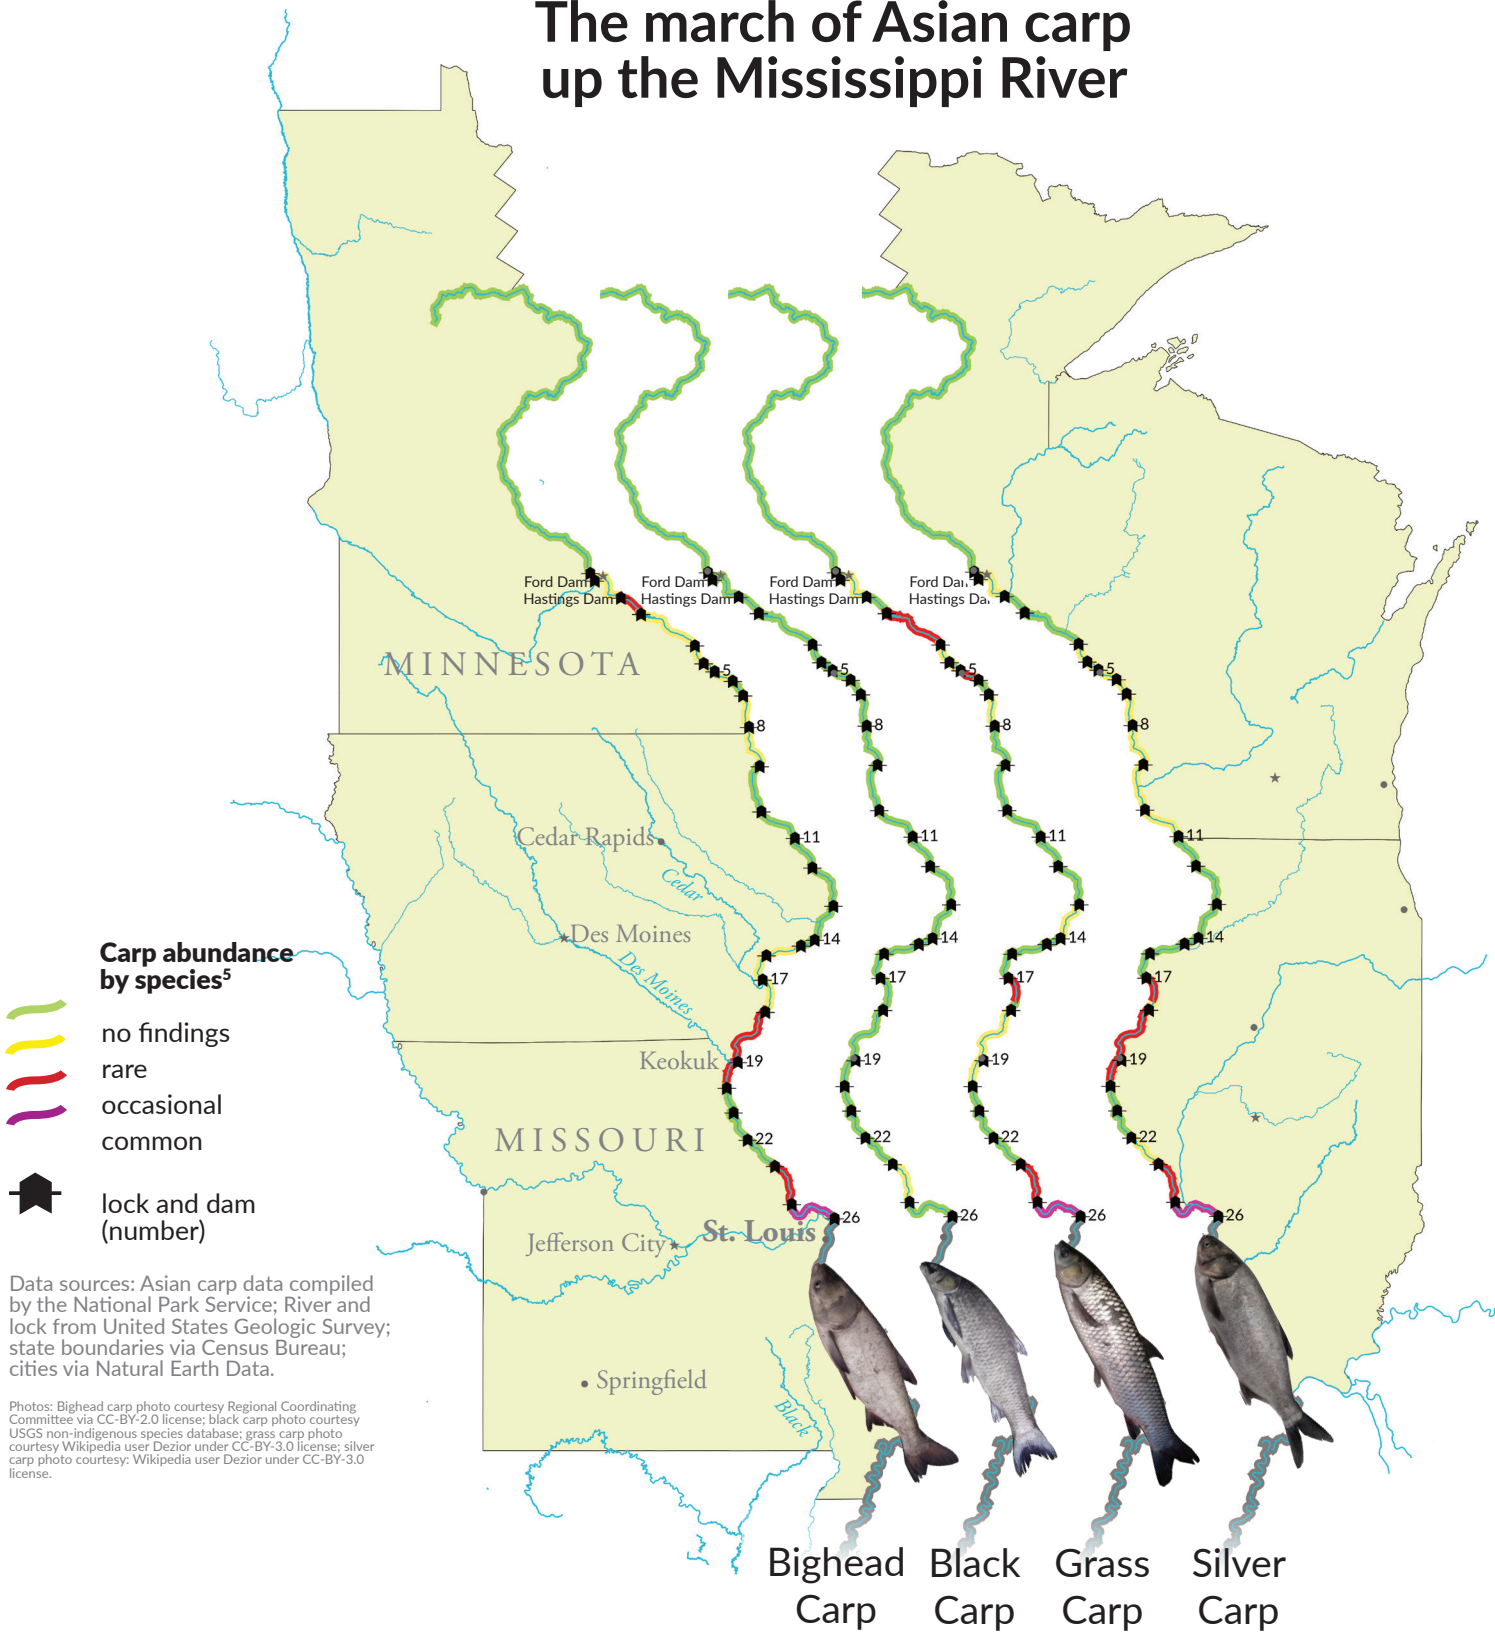 The march of Asian carp
up the Mississippi River
Ford Dam
Hastings Dam
Ford Dam
Hastings Dam
Ford Dam
Hastings Dam
Ford Dam
Hastings Da
MINNESOTA
5
5
5
5
8
8
8
8
Cedar Rapids
11
11
11
11
Cedar
Des Moines
14
14
14
14
Des Moines
17
17
17
17
Keokuk
19
19
19
19
MISSOURI
22
22
22
22
26
26
26
26
St. Louis
Jefferson City
Springfield
Black
Carp abundance
by species5
no findings
rare
occasional
common
lock and dam
(number)
Data sources: Asian carp data compiled
by the National Park Service; River and
lock from United States Geologic Survey;
state boundaries via Census Bureau;
cities via Natural Earth Data.
Photos: Bighead carp photo courtesy Regional Coordinating
Committee via CC-BY-2.0 license; black carp photo courtesy
USGS non-indigenous species database; grass carp photo
courtesy Wikipedia user Dezior under CC-BY-3.0 license; silver
carp photo courtesy: Wikipedia user Dezior under CC-BY-3.0
license.
Bighead
Carp
Black
Carp
Grass
Carp
Silver
Carp